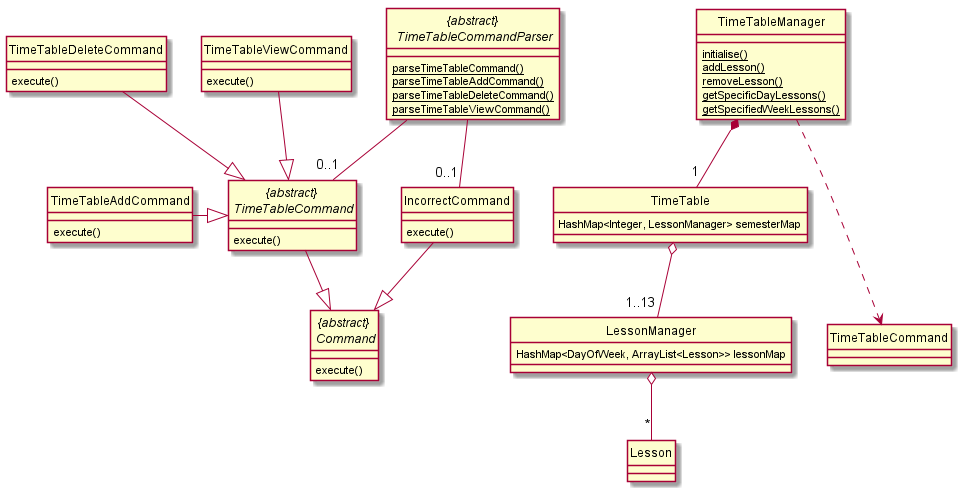 TimeTableDeleteCommand
execute()
TimeTableViewCommand
execute()
{abstract}
TimeTableCommandParser
parseTimeTableCommand()
parseTimeTableAddCommand()
parseTimeTableDeleteCommand()
parseTimeTableViewCommand()
TimeTableManager
initialise()
addLesson()
removeLesson()
getSpecificDayLessons()
getSpecifiedWeekLessons()
0..1
0..1
1
TimeTableAddCommand
execute()
{abstract}
TimeTableCommand
execute()
IncorrectCommand
execute()
TimeTable
HashMap<Integer, LessonManager> semesterMap
1..13
{abstract}
Command
execute()
LessonManager
HashMap<DayOfWeek, ArrayList<Lesson>> lessonMap
TimeTableCommand
*
Lesson